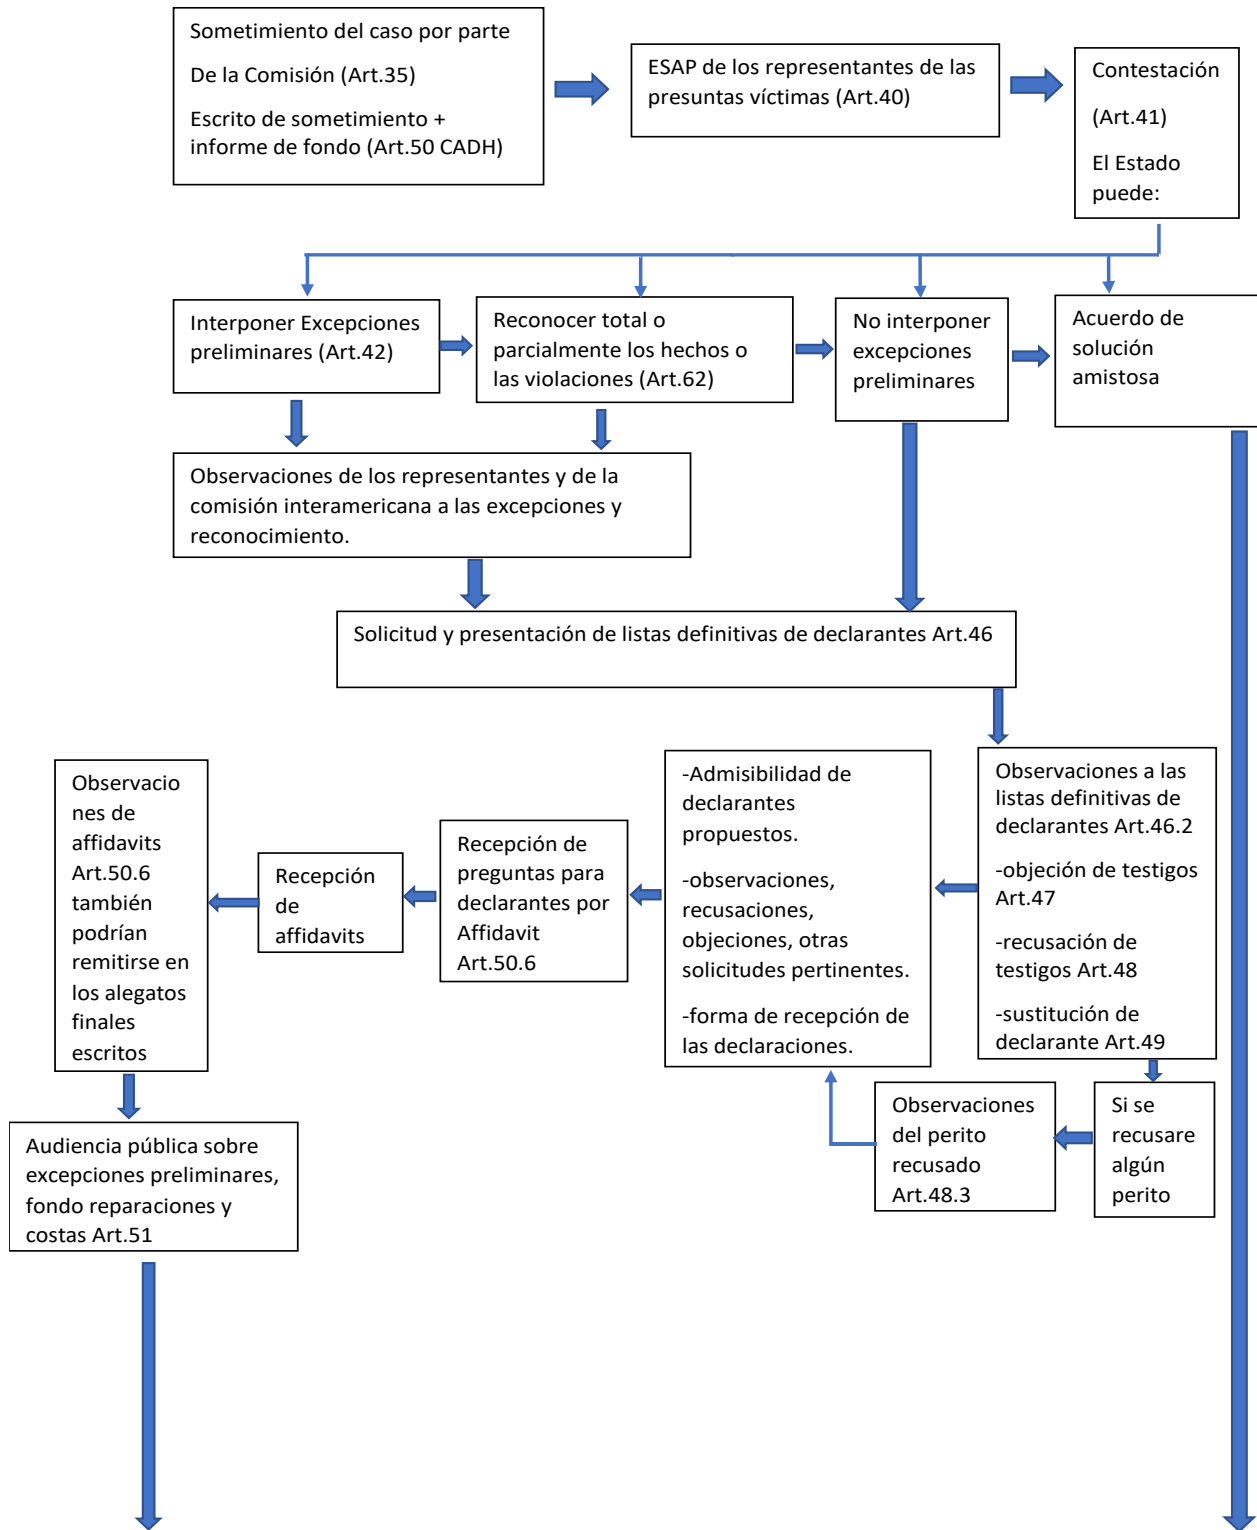 Sometimiento del caso por parte
De la Comisión (Art.35)
Escrito de sometimiento +
informe de fondo (Art.50 CADH)
ESAP de los representantes de las
presuntas víctimas (Art.40)
Contestación
(Art.41)
El Estado
puede:
Interponer Excepciones
preliminares (Art.42)
Reconocer total o
parcialmente los hechos o
las violaciones (Art.62)
No interponer
excepciones
preliminares
Acuerdo de
solución
amistosa
Observaciones de los representantes y de la
comisión interamericana a las excepciones y
reconocimiento.
Solicitud y presentación de listas definitivas de declarantes Art.46
Observaciones a las
listas definitivas de
declarantes Art.46.2
-objeción de testigos
Art.47
-recusación de
testigos Art.48
-sustitución de
declarante Art.49
-Admisibilidad de
declarantes
propuestos.
-observaciones,
recusaciones,
objeciones, otras
solicitudes pertinentes.
-forma de recepción de
las declaraciones.
Recepción de
preguntas para
declarantes por
Affidavit
Art.50.6
Recepción
de
affidavits
Observacio
nes de
affidavits
Art.50.6
también
podrían
remitirse en
los alegatos
finales
escritos
Si se
recusare
algún
perito
Observaciones
del perito
recusado
Art.48.3
Audiencia pública sobre
excepciones preliminares,
fondo reparaciones y
costas Art.51